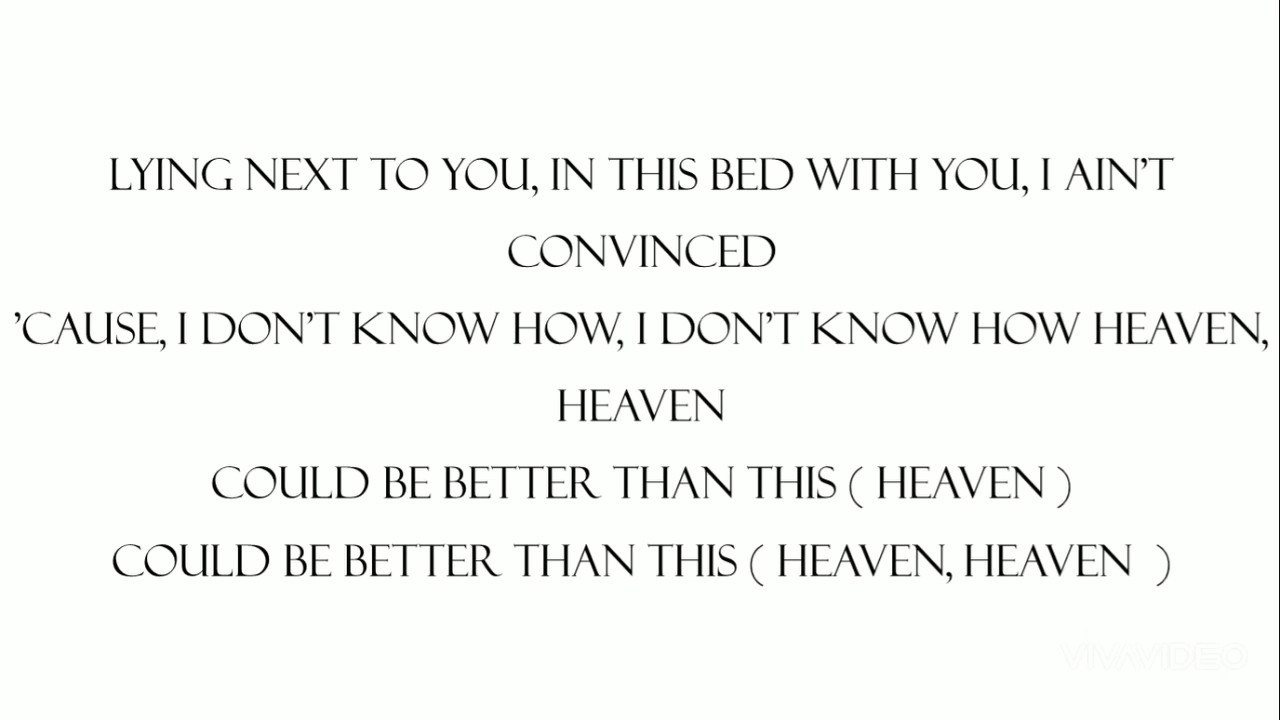 LYING NEXT TO YOU, IN THIS BED WITH YOU, I AIN'T
CONVINCED
'CAUSE, I DON'T KNOW HOW, I DON'T KNOW HOW HEAVEN,
HEAVEN
COULD BE BETTER THAN THIS ( HEAVEN )
COULD BE BETTER THAN THIS ( HEAVEN, HEAVEN )
VIVAVIDEO